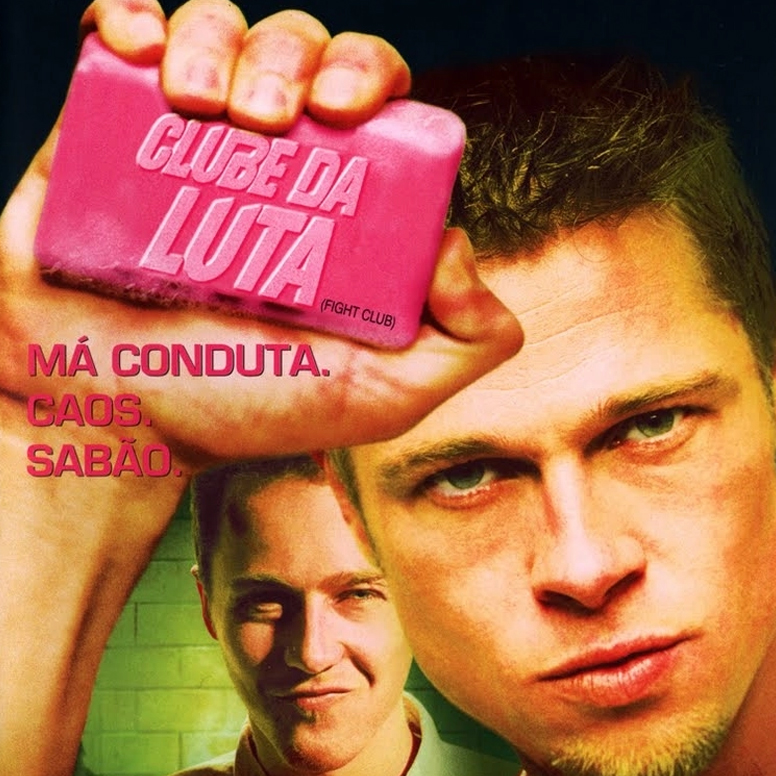 CLUBE DA
LUTA
(FIGHT CLUB)
MÁ CONDUTA.
CAOS.
SABÃO.